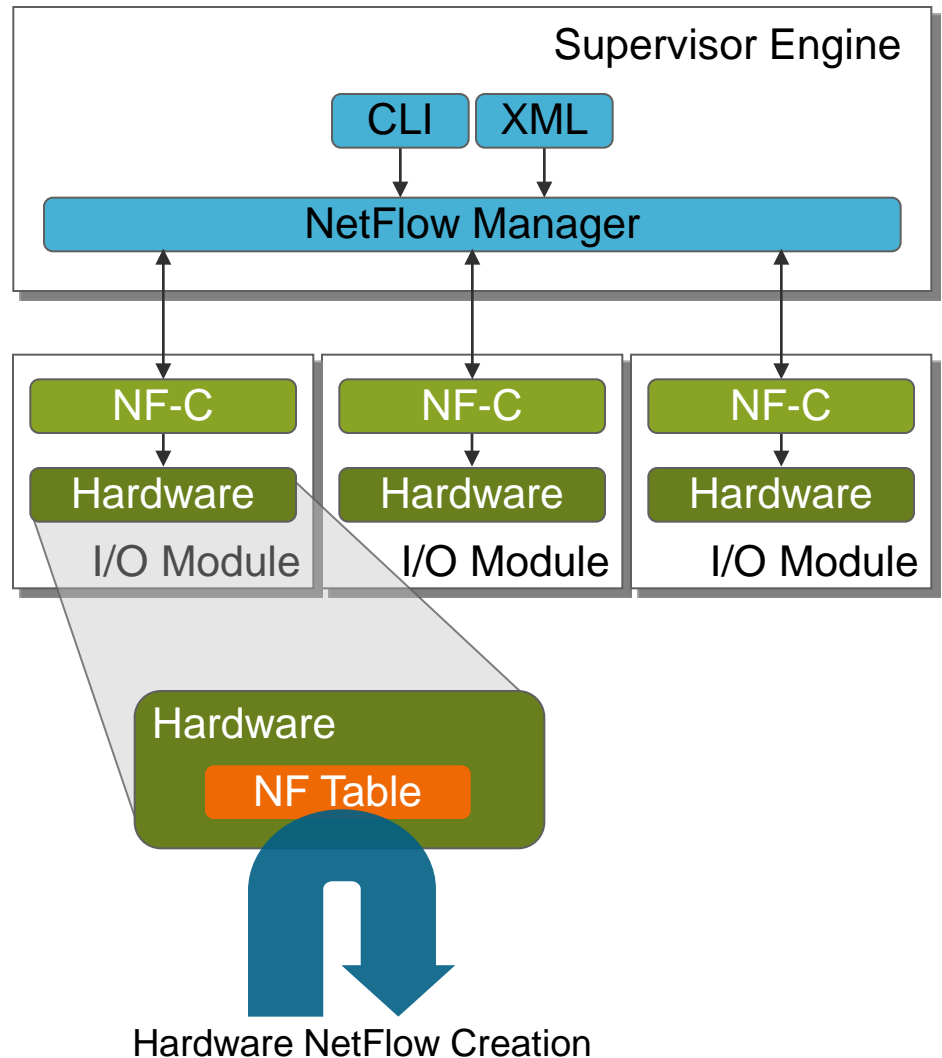 Supervisor Engine
CLI
XML
NetFlow Manager
NF-C
NF-C
NF-C
Hardware
Hardware
Hardware
I/O Module
I/O Module
I/O Module
Hardware
NF Table
Hardware NetFlow Creation